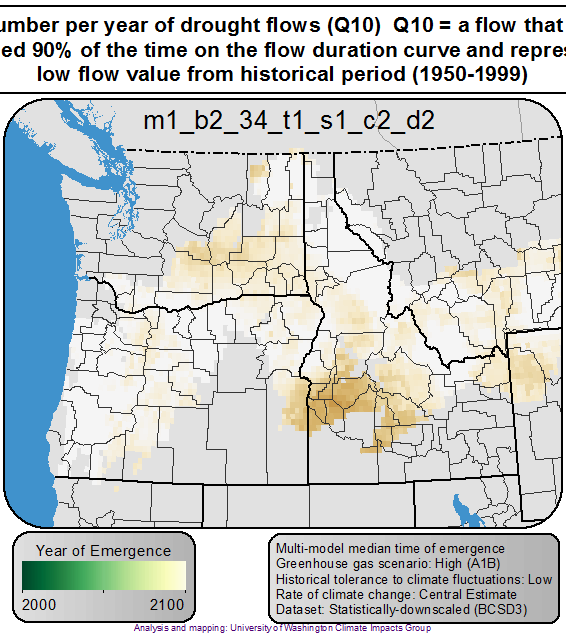 umber per year of drought flows (Q10) Q10 = a flow that
ed 90% of the time on the flow duration curve and repres
low flow value from historical period (1950-1999)
m1_b2_34_t1_s1_c2_d2
Year of Emergence
2000 2100
Multi-model median time of emergence
Greenhouse gas scenario: High (A1B)
Historical tolerance to climate fluctuations: Low
Rate of climate change: Central Estimate
Dataset: Statistically-downscaled (BCSD3)
Analysis and mapping: University of Washington Climate Impacts Group